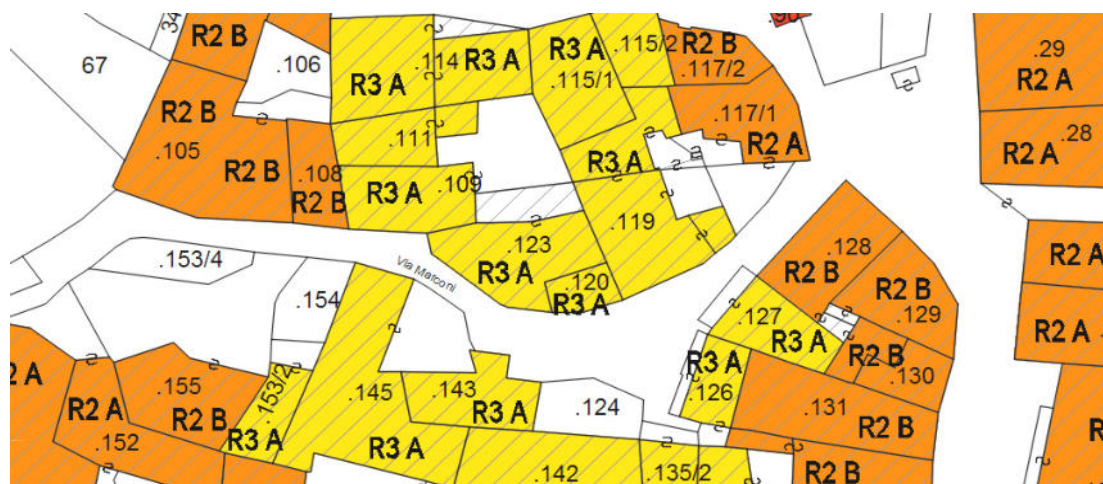 34
R2 B
67
.106
R3 A
.114
R3 A
R3 A
.115/1
.115/2
R2 B
.117/2
.90
.29
R2 A
R2 B
.105
R2 B
.108
R2 B
.111
R3 A
.109
R3 A
.117/1
R2 A
.28
R2 A
.119
.123
R3 A
.120
R3 A
.128
R2 B
R2 B
.129
R2 A
R2 A
.153/4
.154
Via Marconi
.127
R3 A
R3 A
.126
R2 B
.130
2 A
R2 A
.152
.155
R2 B
.153/2
R3 A
.145
R3 A
.143
R3 A
.124
.142
.135/2
.131
R2 B
R2 B
R